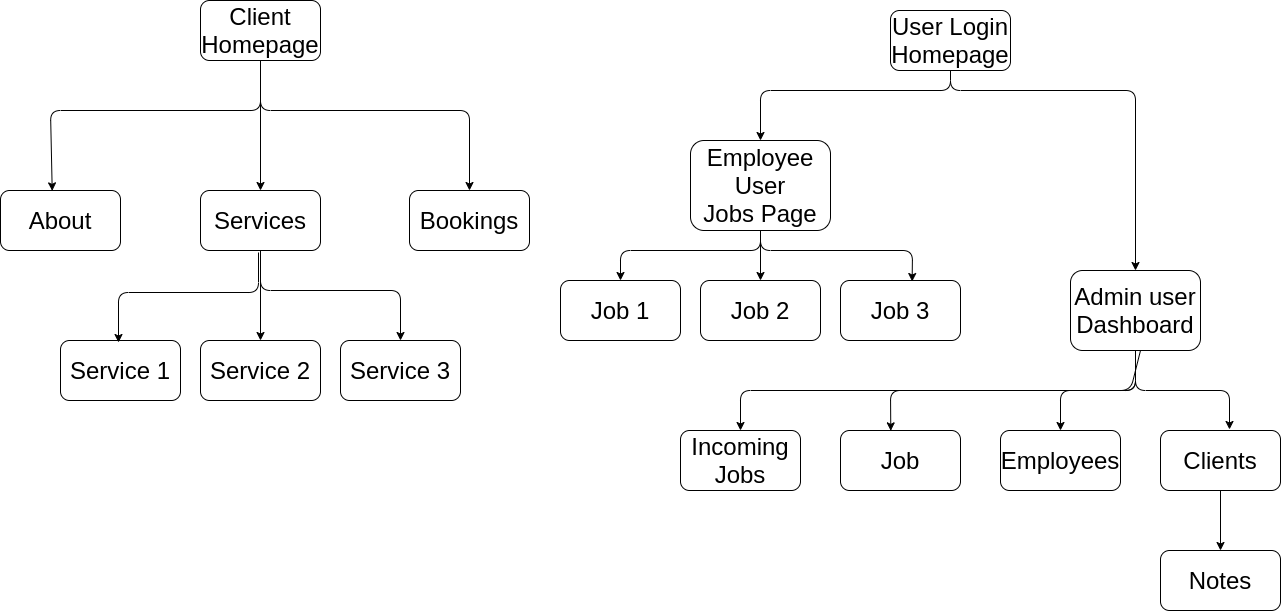 Client
Homepage
User Login
Homepage
Employee
User
Jobs Page
About
Services
Bookings
Job 1
Job 2
Job 3
Admin user
Dashboard
Service 1
Service 2
Service 3
Incoming
Jobs
Job
Employees
Clients
Notes